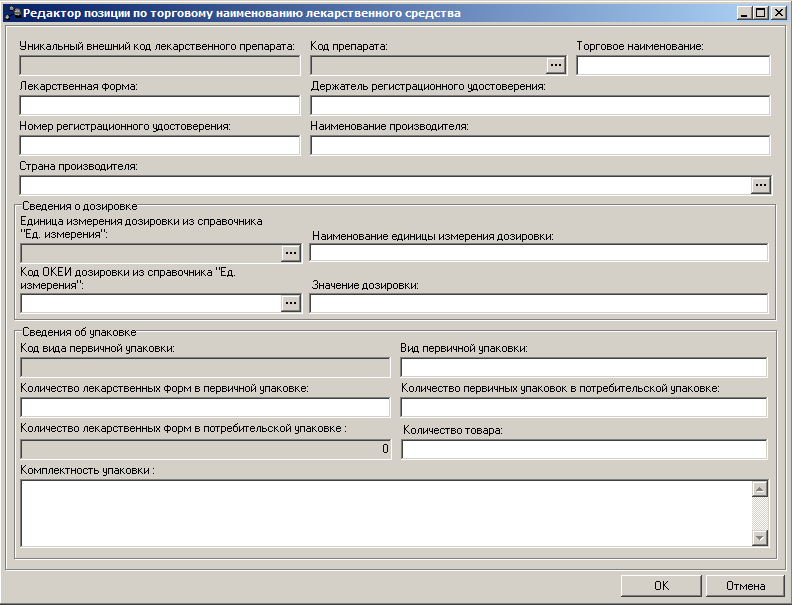 Редактор позиции по торговому наименованию лекарственного средства
Уникальный внешний код лекарственного препарата:
Код препарата:
Торговое наименование:
...
Лекарственная форма:
Держатель регистрационного удостоверения:
Номер регистрационного удостоверения:
Наименование производителя:
Страна производителя:
...
Сведения о дозировке
Единица измерения дозировки из справочника
"Ед. измерения":
Наименование единицы измерения дозировки:
...
Код ОКЕИ дозировки из справочника "Ед.
измерения":
Значение дозировки:
...
Сведения об упаковке
Код вида первичной упаковки:
Вид первичной упаковки:
Количество лекарственных форм в первичной упаковке:
Количество первичных упаковок в потребительской упаковке:
Количество лекарственных форм в потребительской упаковке :
Количество товара:
0
Комплектность упаковки :
OK
Отмена